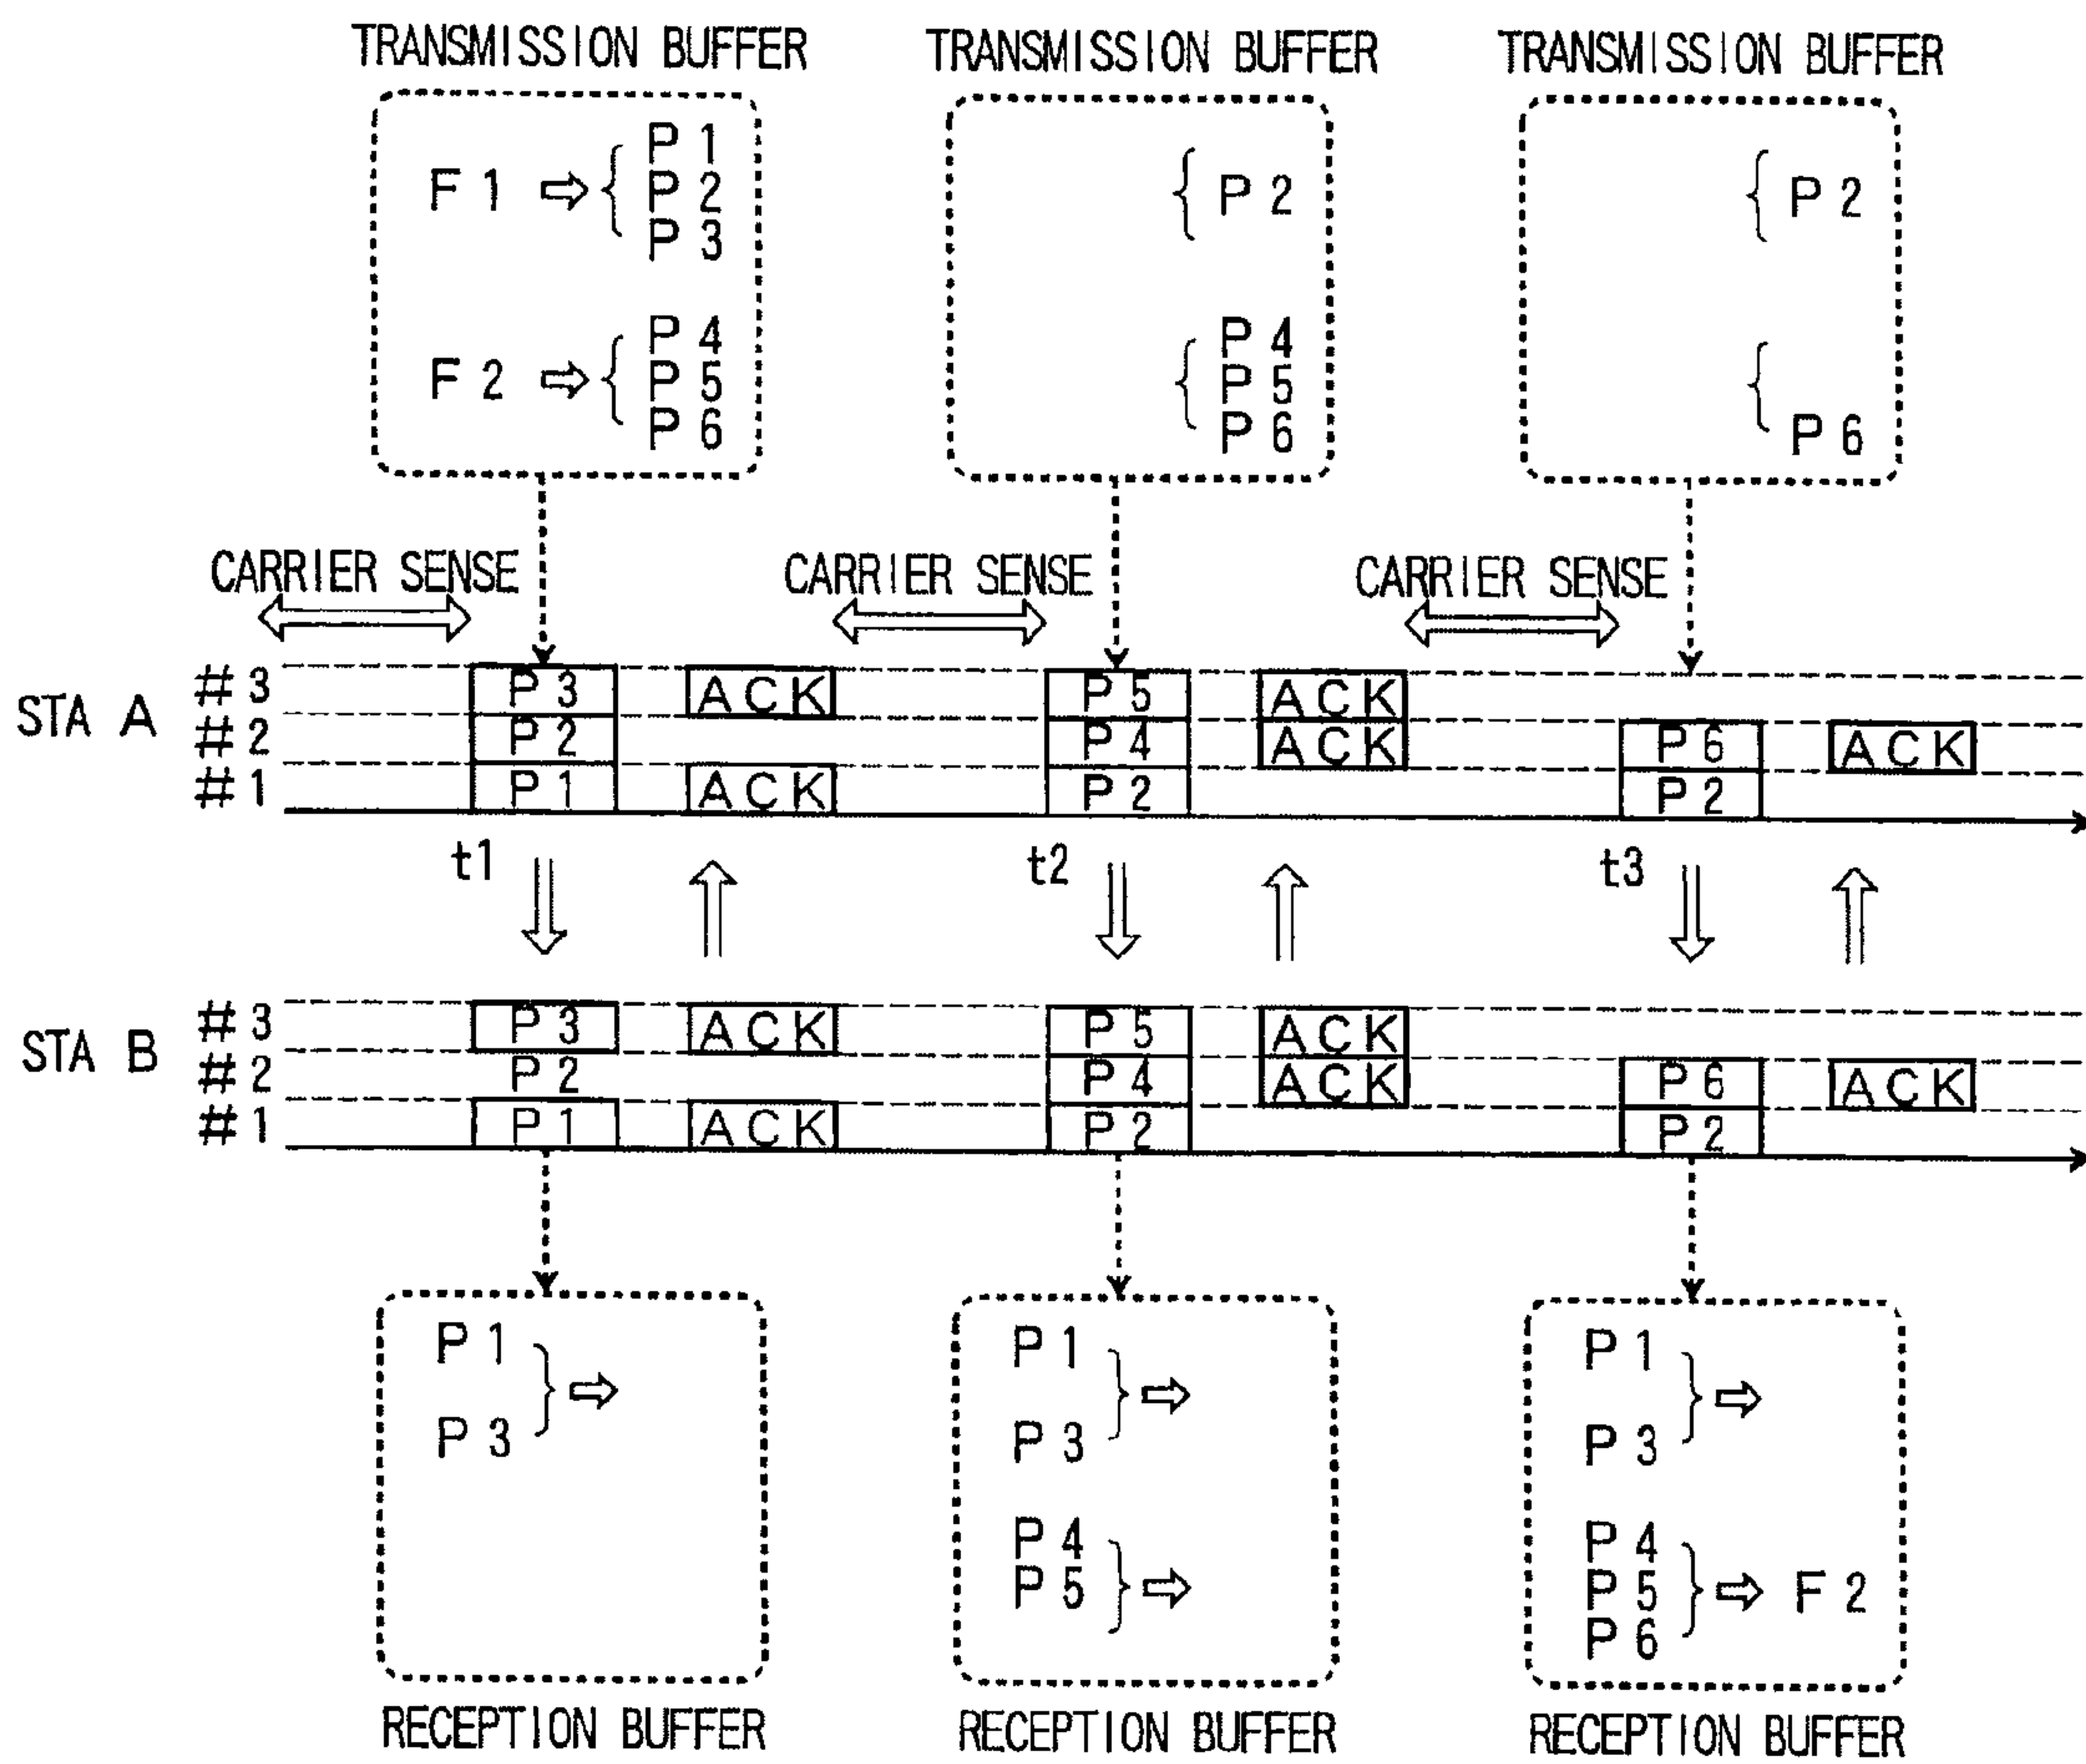 TRANSMISSION BUFFER TRANSMISSION BUFFER TRANSMISSION BUFFER
P1
F1 ⇨ { P2 { P2 { P2
P3
P4 P4
F2 ⇨ { P5 { P5 {
P6 P6 P6
CARRIER SENSE CARRIER SENSE CARRIER SENSE
STA A
#3 P3 ACK P5 ACK
#2 P2 P4 ACK P6 ACK
#1 P1 ACK P2 P2
t1 t2 t3
STA B
#3 P3 ACK P5 ACK
#2 P2 P4 ACK P6 ACK
#1 P1 ACK P2 P2
P1 P1 P1
} ⇨ } ⇨ } ⇨
P3 P3 P3
P4 P4
P5 } ⇨ P5 } ⇨ F2
P6
RECEPTION BUFFER RECEPTION BUFFER RECEPTION BUFFER